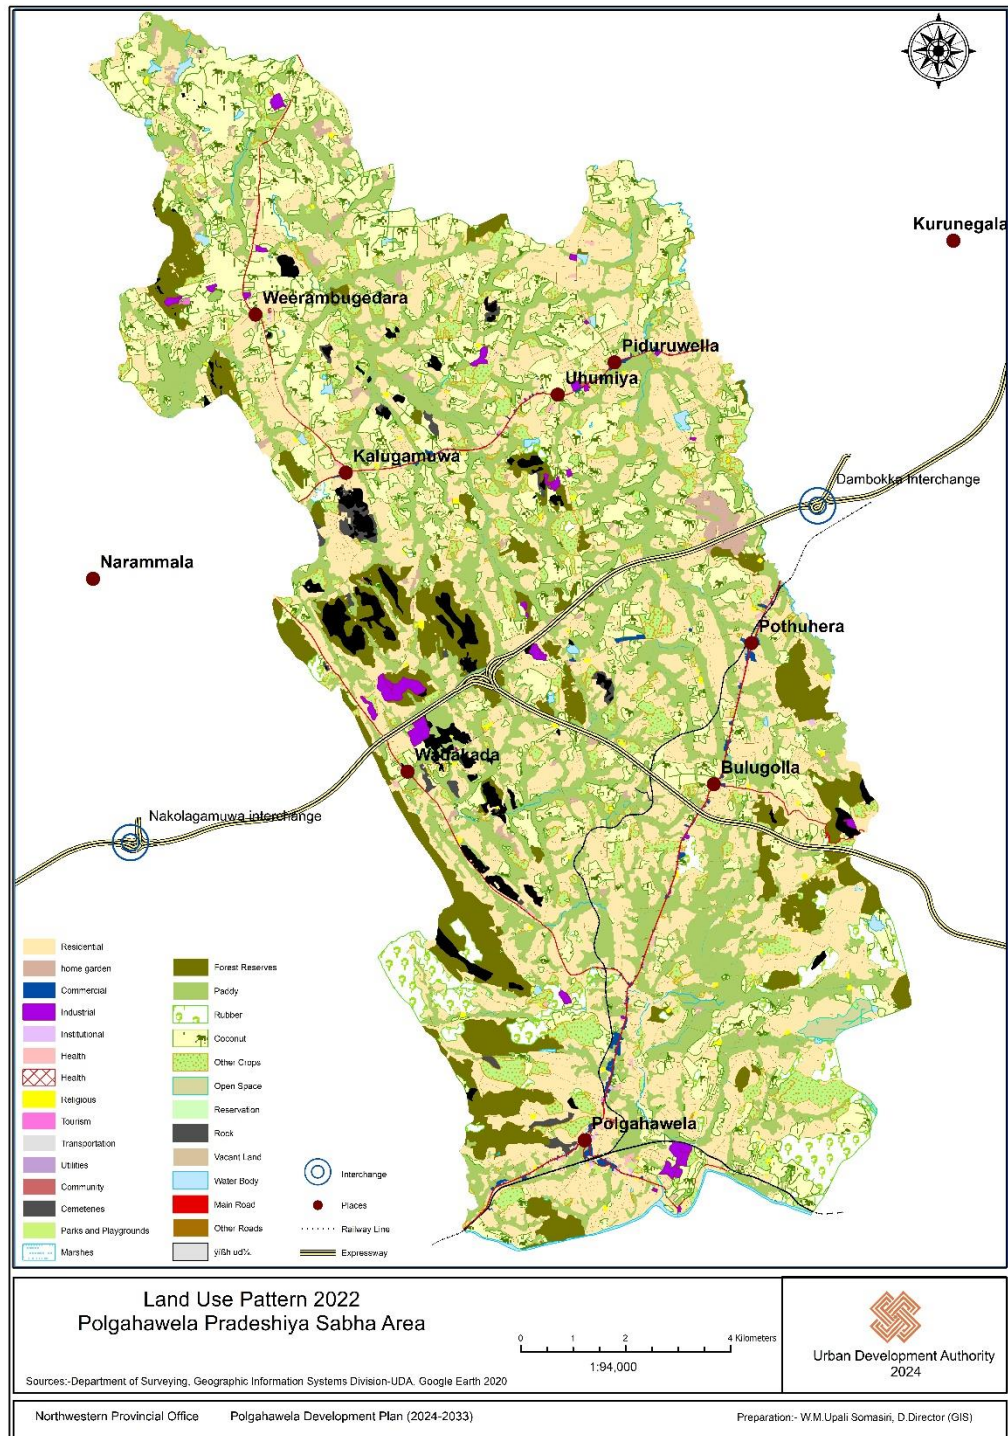 Kurunegala
Weerambugedara
Piduruwella
Uhumiya
Kalugamuwa
Dambokka Interchange
Narammala
Pothuhera
Wadakada
Bulugolla
Nakolagamuwa interchange
Polgahawela
Residential
home garden
Commercial
Industrial
Institutional
Health
Health
Religious
Tourism
Transportation
Utilities
Community
Cemeteries
Parks and Playgrounds
Marshes
Forest Reserves
Paddy
Rubber
Coconut
Other Crops
Open Space
Reservation
Rock
Vacant Land
Water Body
Main Road
Other Roads
Interchange
Places
Railway Line
Expressway
Land Use Pattern 2022
Polgahawela Pradeshiya Sabha Area
0 1 2 4 Kilometers
1:94,000
Sources:-Department of Surveying, Geographic Information Systems Division-UDA, Google Earth 2020
Urban Development Authority
2024
Northwestern Provincial Office Polgahawela Development Plan (2024-2033) Preparation:- W.M.Upali Somasiri, D.Director (GIS)